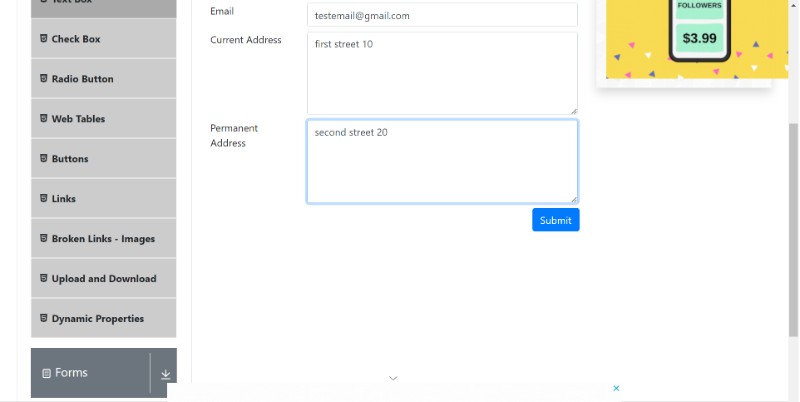 Text Box
Email
testemail@gmail.com
Current Address
first street 10
Permanent
Address
second street 20
Submit
Check Box
Radio Button
Web Tables
Buttons
Links
Broken Links - Images
Upload and Download
Dynamic Properties
Forms
FOLLOWERS
$3.99